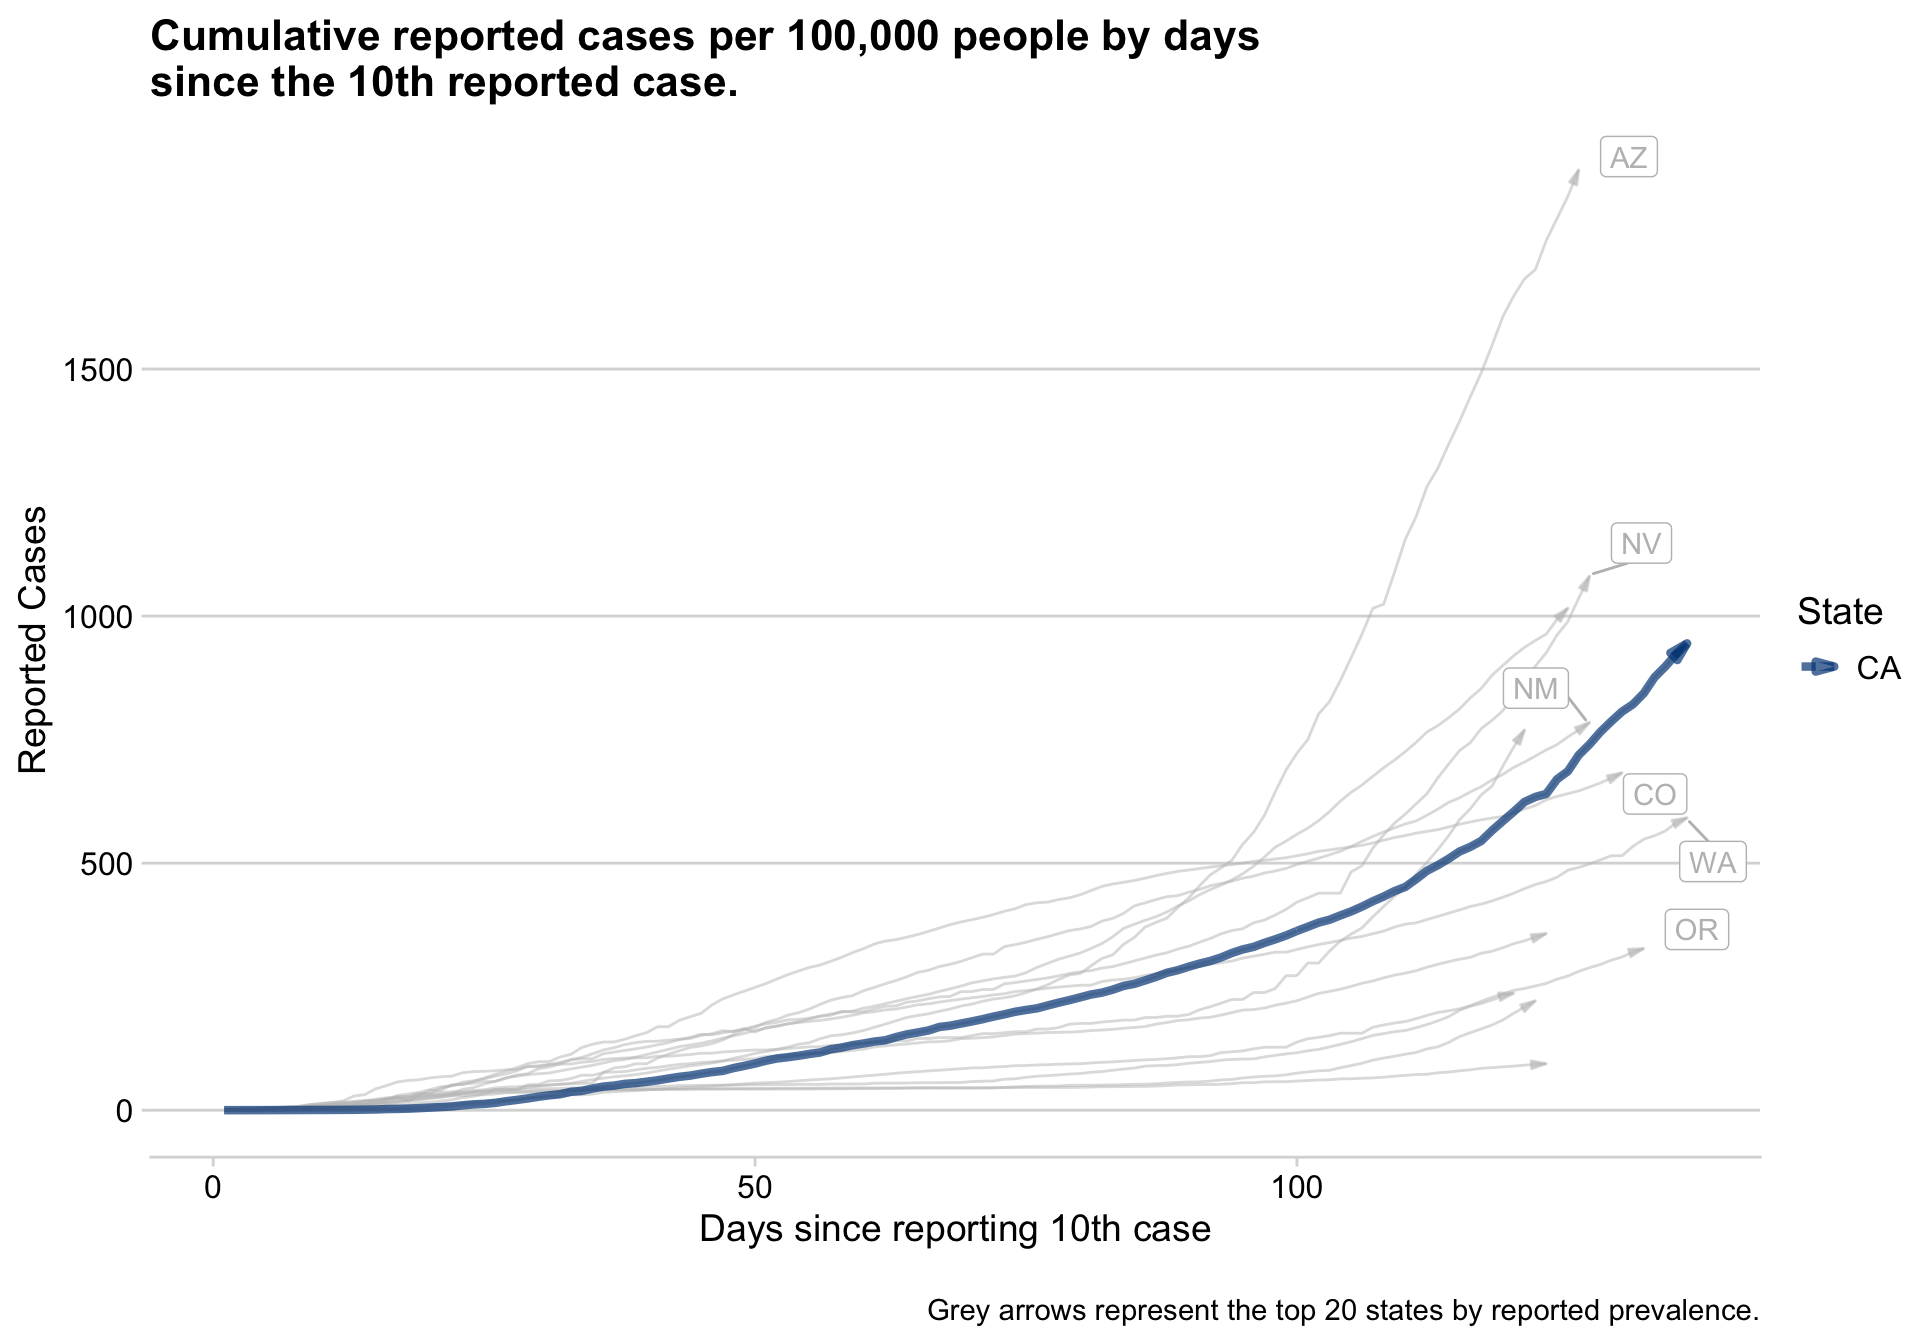 Cumulative reported cases per 100,000 people by days
since the 10th reported case.
AZ
1500
NV
1000
Reported Cases
State
CA
NM
CO
500
WA
OR
0
0 50 100
Days since reporting 10th case
Grey arrows represent the top 20 states by reported prevalence.